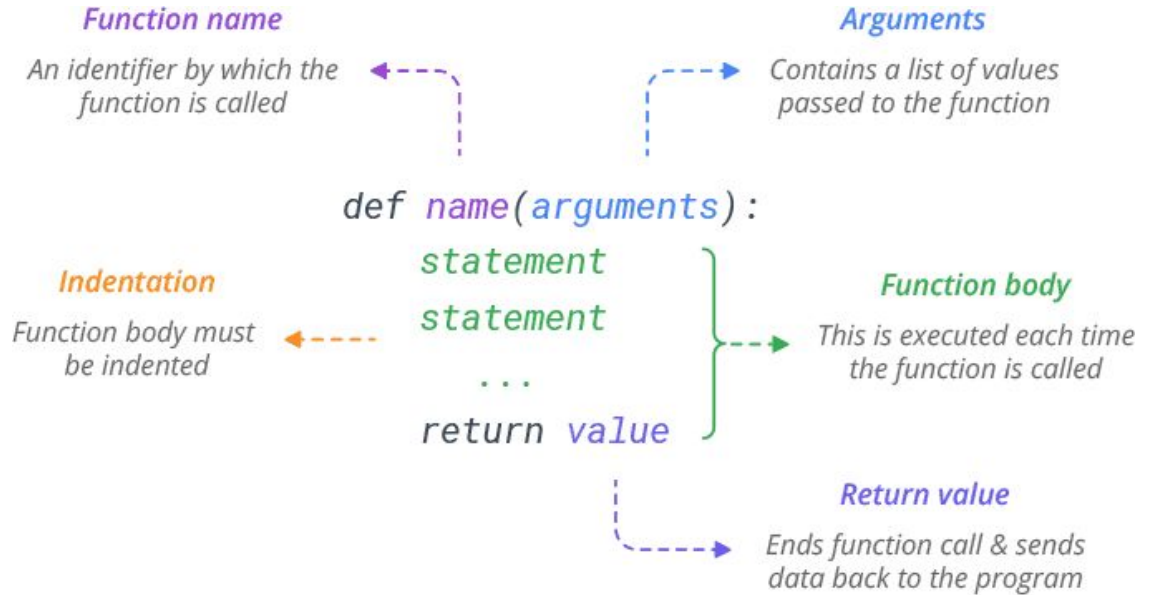 Function name
An identifier by which the
function is called
Arguments
Contains a list of values
passed to the function
def name(arguments):
statement
statement
...
return value
Indentation
Function body must
be indented
Function body
This is executed each time
the function is called
Return value
Ends function call & sends
data back to the program